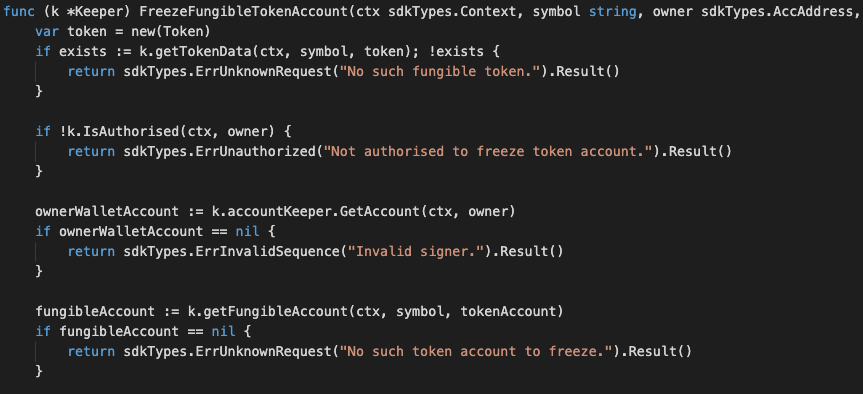 func (k *Keeper) FreezeFungibleTokenAccount(ctx sdkTypes.Context, symbol string, owner sdkTypes.AccAddress,
var token = new(Token)
if exists := k.getTokenData(ctx, symbol, token); !exists {
return sdkTypes.ErrUnknownRequest("No such fungible token.").Result()
}
if !k.IsAuthorised(ctx, owner) {
return sdkTypes.ErrUnauthorized("Not authorised to freeze token account.").Result()
}
ownerWalletAccount := k.accountKeeper.GetAccount(ctx, owner)
if ownerWalletAccount == nil {
return sdkTypes.ErrInvalidSequence("Invalid signer.").Result()
}
fungibleAccount := k.getFungibleAccount(ctx, symbol, tokenAccount)
if fungibleAccount == nil {
return sdkTypes.ErrUnknownRequest("No such token account to freeze.").Result()
}